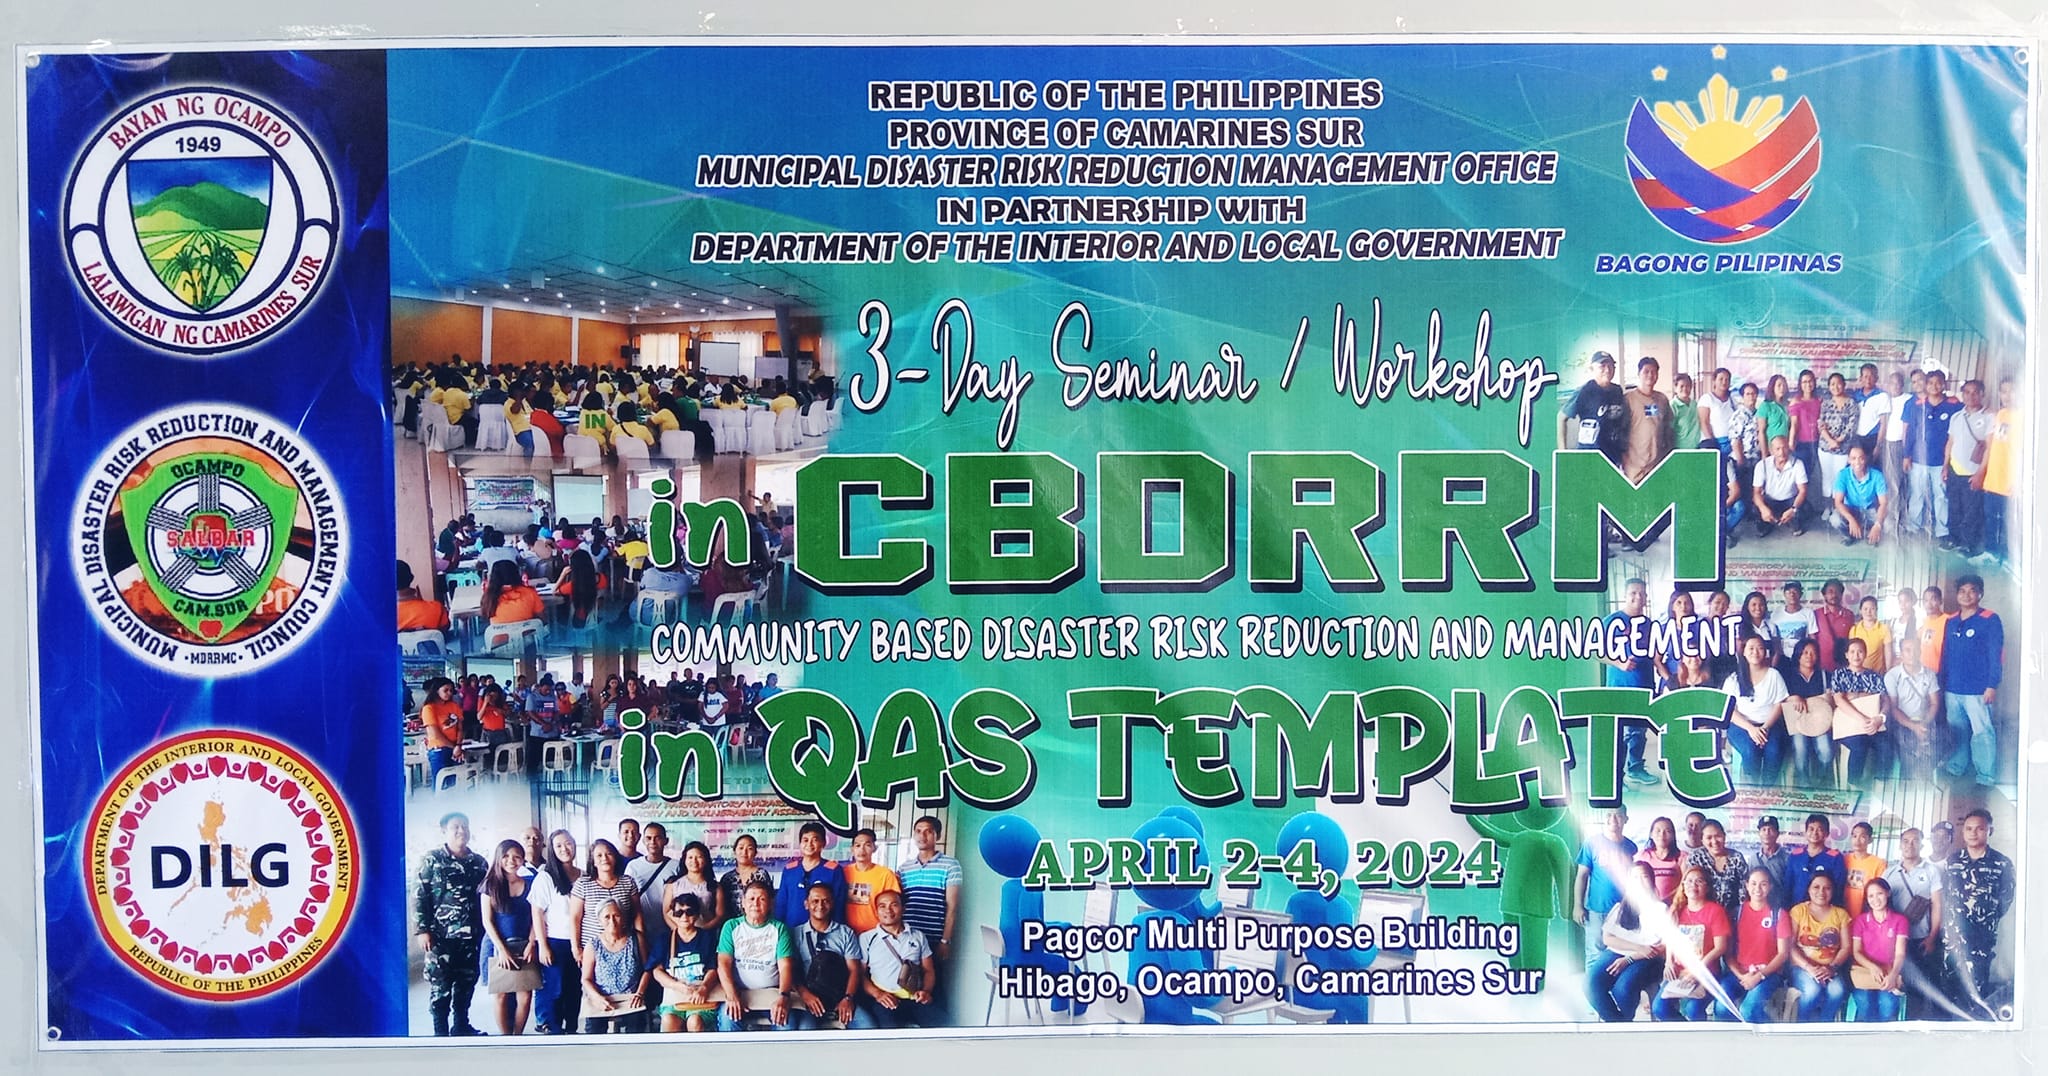 BAYAN NG OCAMPO
1949
LALAWIGAN NG CAMARINES SUR
MUNICIPAL DISASTER RISK REDUCTION AND MANAGEMENT COUNCIL
OCAMPO
SALBAR
CAM.SUR
·MDRRMC·
DEPARTMENT OF THE INTERIOR AND LOCAL GOVERNMENT
DILG
REPUBLIC OF THE PHILIPPINES
REPUBLIC OF THE PHILIPPINES
PROVINCE OF CAMARINES SUR
MUNICIPAL DISASTER RISK REDUCTION MANAGEMENT OFFICE
IN PARTNERSHIP WITH
DEPARTMENT OF THE INTERIOR AND LOCAL GOVERNMENT
BAGONG PILIPINAS
3-Day Seminar / Workshop
in CBDRRM
COMMUNITY BASED DISASTER RISK REDUCTION AND MANAGEMENT
in QAS TEMPLATE
APRIL 2-4, 2024
Pagcor Multi Purpose Building
Hibago, Ocampo, Camarines Sur